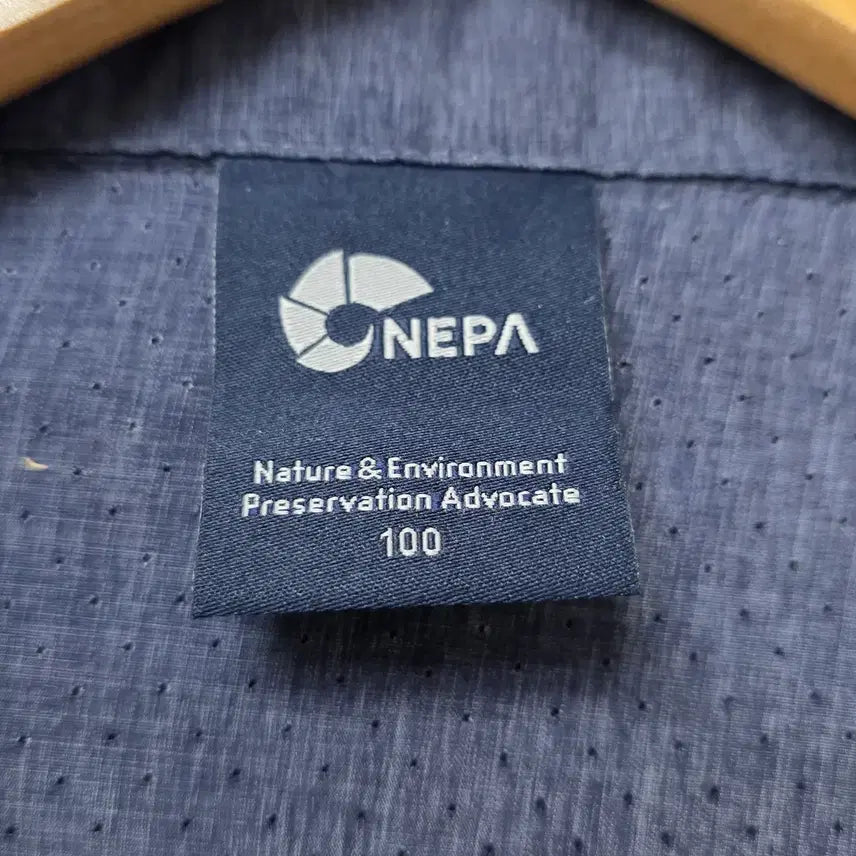 NEPA
Nature & Environment
Preservation Advocate
100